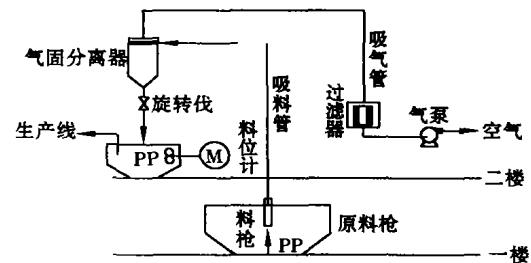 气固分离器
吸气管
旋转伐
吸料管
过滤器
气泵
空气
生产线
PP
M
料位计
二楼
料枪
原料枪
PP
一楼